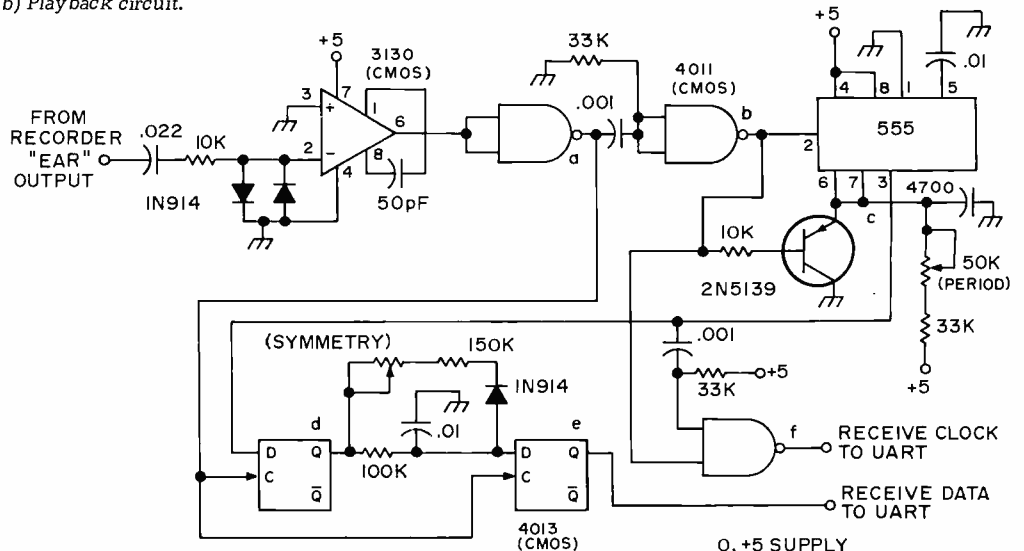 b) Playback circuit.
+5
3130
(CMOS)
3
7
1
+
6
2
−
8
4
50pF
FROM
RECORDER
"EAR"
OUTPUT
.022
10K
1N914
a
33K
.001
4011
(CMOS)
b
+5
.01
4
8
1
5
555
2
6
7
3
4700
c
10K
2N5139
50K
(PERIOD)
33K
+5
(SYMMETRY)
150K
1N914
.01
100K
d
D
Q
C
Q
e
D
Q
C
Q
4013
(CMOS)
.001
33K
+5
f
RECEIVE CLOCK
TO UART
RECEIVE DATA
TO UART
0, +5 SUPPLY